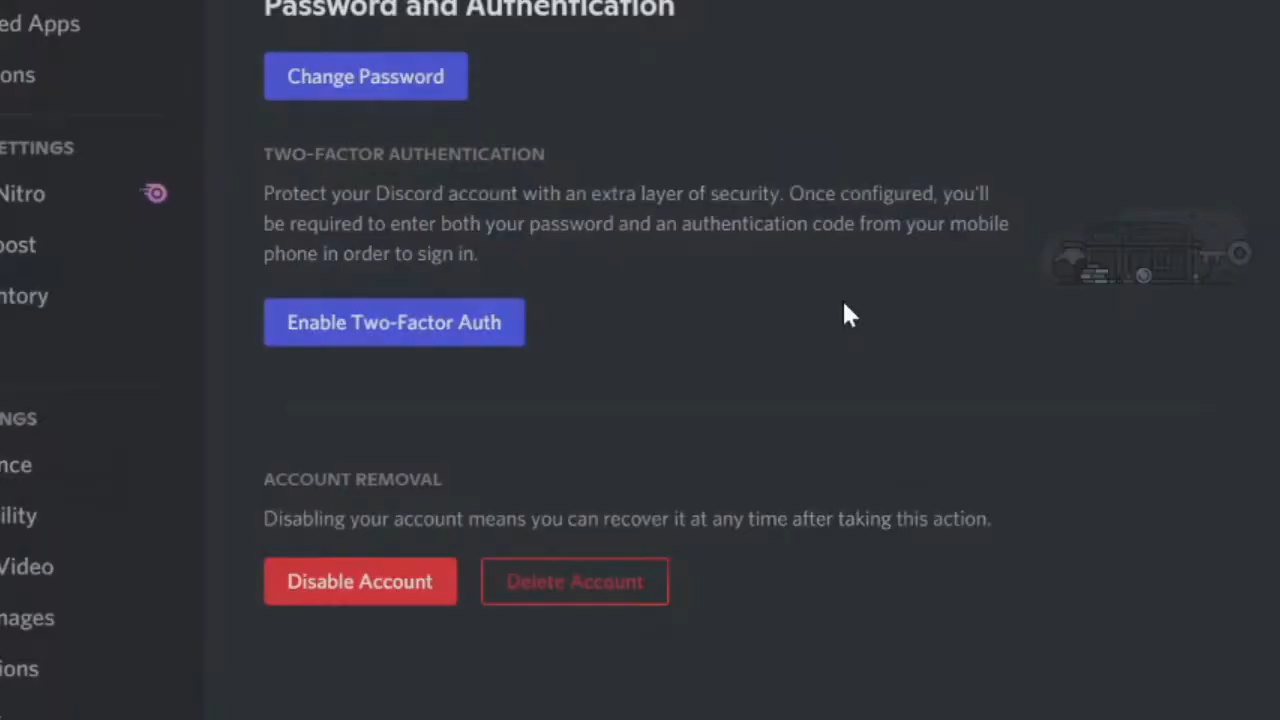 Password and Authentication
ed Apps
Change Password
ons
TWO-FACTOR AUTHENTICATION
ETTINGS
Protect your Discord account with an extra layer of security. Once configured, you'll
Nitro
be required to enter both your password and an authentication code from your mobile
oost
phone in order to sign in.
ntory
Enable Two-Factor Auth
NGS
nce
ACCOUNT REMOVAL
ility
Disabling your account means you can recover it at any time after taking this action.
Video
Disable Account
Delete Account
mages
ions